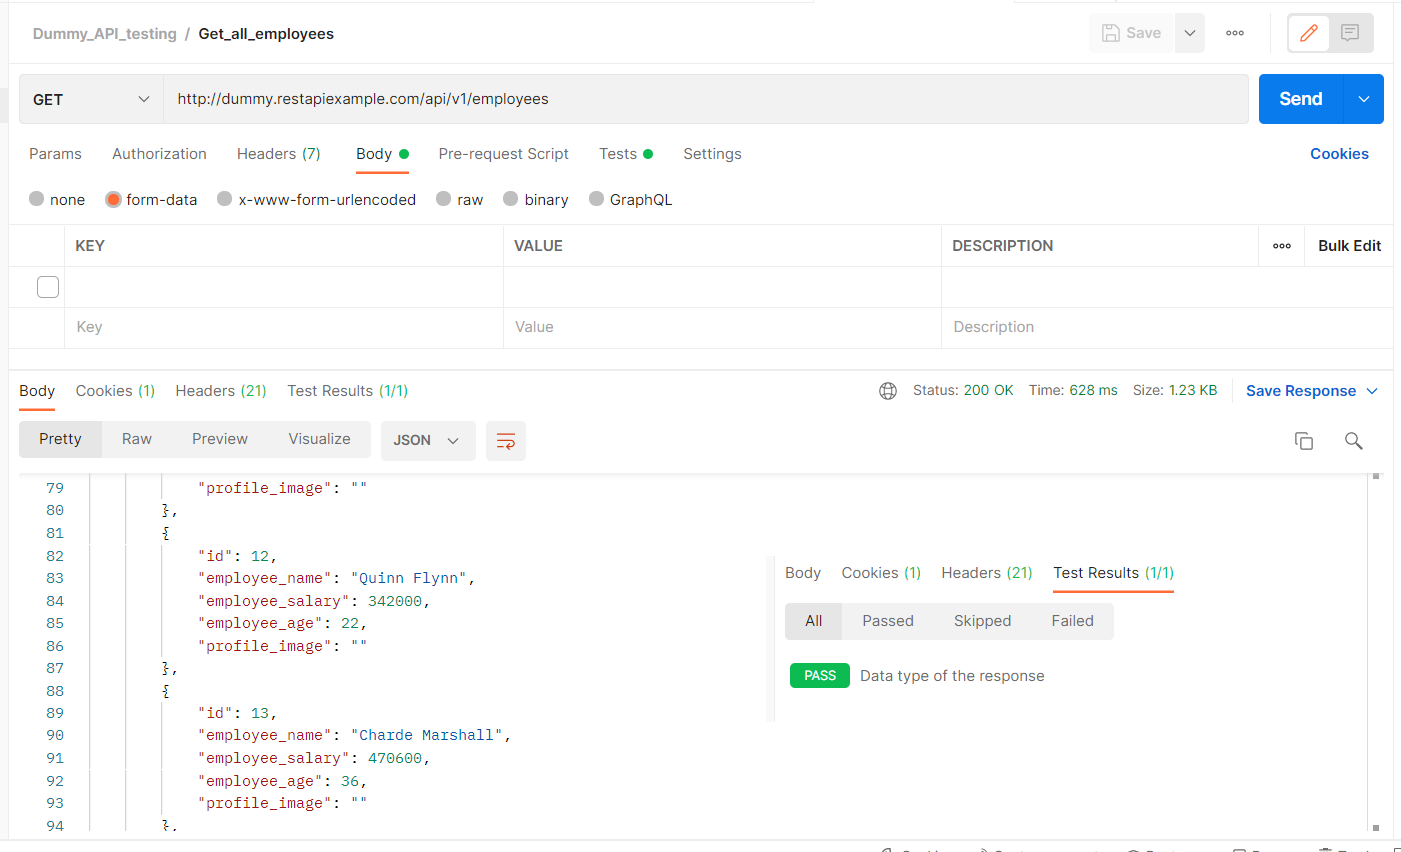 Dummy_API_testing / Get_all_employees
Save
GET http://dummy.restapiexample.com/api/v1/employees Send
Params Authorization Headers (7) Body Pre-request Script Tests Settings Cookies
none form-data x-www-form-urlencoded raw binary GraphQL
KEY VALUE DESCRIPTION Bulk Edit
Key Value Description
Body Cookies (1) Headers (21) Test Results (1/1) Status: 200 OK Time: 628 ms Size: 1.23 KB Save Response
Pretty Raw Preview Visualize JSON
79 "profile_image": ""
80 },
81 {
82 "id": 12,
83 "employee_name": "Quinn Flynn",
84 "employee_salary": 342000,
85 "employee_age": 22,
86 "profile_image": ""
87 },
88 {
89 "id": 13,
90 "employee_name": "Charde Marshall",
91 "employee_salary": 470600,
92 "employee_age": 36,
93 "profile_image": ""
94 },
Body Cookies (1) Headers (21) Test Results (1/1)
All Passed Skipped Failed
PASS Data type of the response